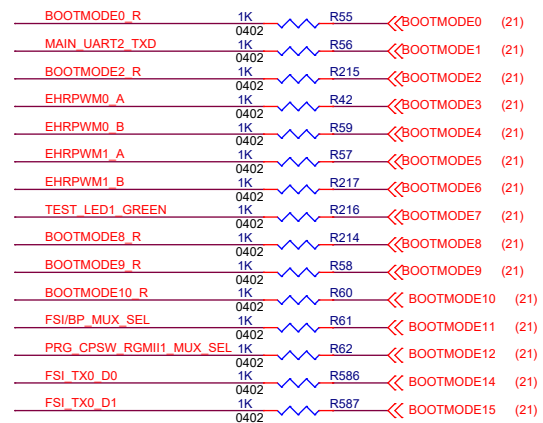 BOOTMODE0_R 1K R55 BOOTMODE0 (21)
0402
MAIN_UART2_TXD 1K R56 BOOTMODE1 (21)
0402
BOOTMODE2_R 1K R215 BOOTMODE2 (21)
0402
EHRPWM0_A 1K R42 BOOTMODE3 (21)
0402
EHRPWM0_B 1K R59 BOOTMODE4 (21)
0402
EHRPWM1_A 1K R57 BOOTMODE5 (21)
0402
EHRPWM1_B 1K R217 BOOTMODE6 (21)
0402
TEST_LED1_GREEN 1K R216 BOOTMODE7 (21)
0402
BOOTMODE8_R 1K R214 BOOTMODE8 (21)
0402
BOOTMODE9_R 1K R58 BOOTMODE9 (21)
0402
BOOTMODE10_R 1K R60 BOOTMODE10 (21)
0402
FSI/BP_MUX_SEL 1K R61 BOOTMODE11 (21)
0402
PRG_CPSW_RGMII1_MUX_SEL 1K R62 BOOTMODE12 (21)
0402
FSI_TX0_D0 1K R586 BOOTMODE14 (21)
0402
FSI_TX0_D1 1K R587 BOOTMODE15 (21)
0402